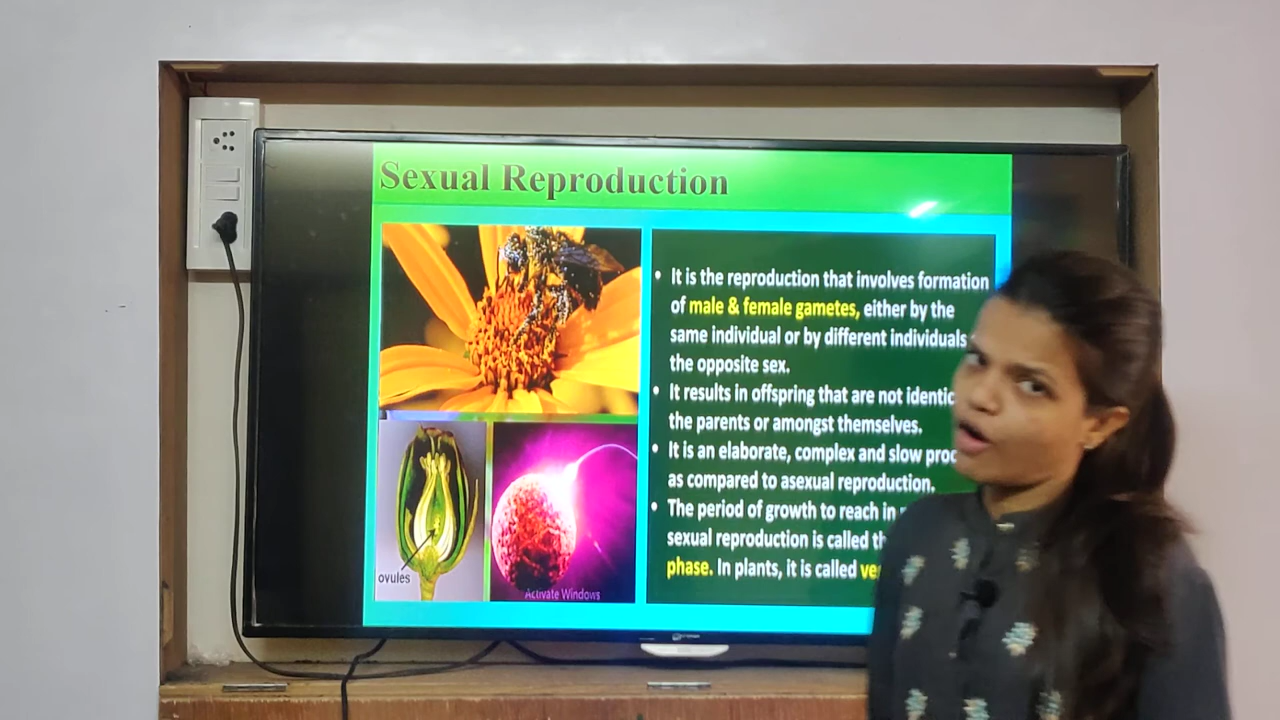 Sexual Reproduction
• It is the reproduction that involves formation
of male & female gametes, either by the
same individual or by different individuals
the opposite sex.
• It results in offspring that are not
the parents or amongst themselves.
• It is an elaborate, complex and slow
as compared to asexual reproduction.
• The period of growth to reach in
sexual reproduction is called
phase. In plants, it is called
ovules
Activate Windows